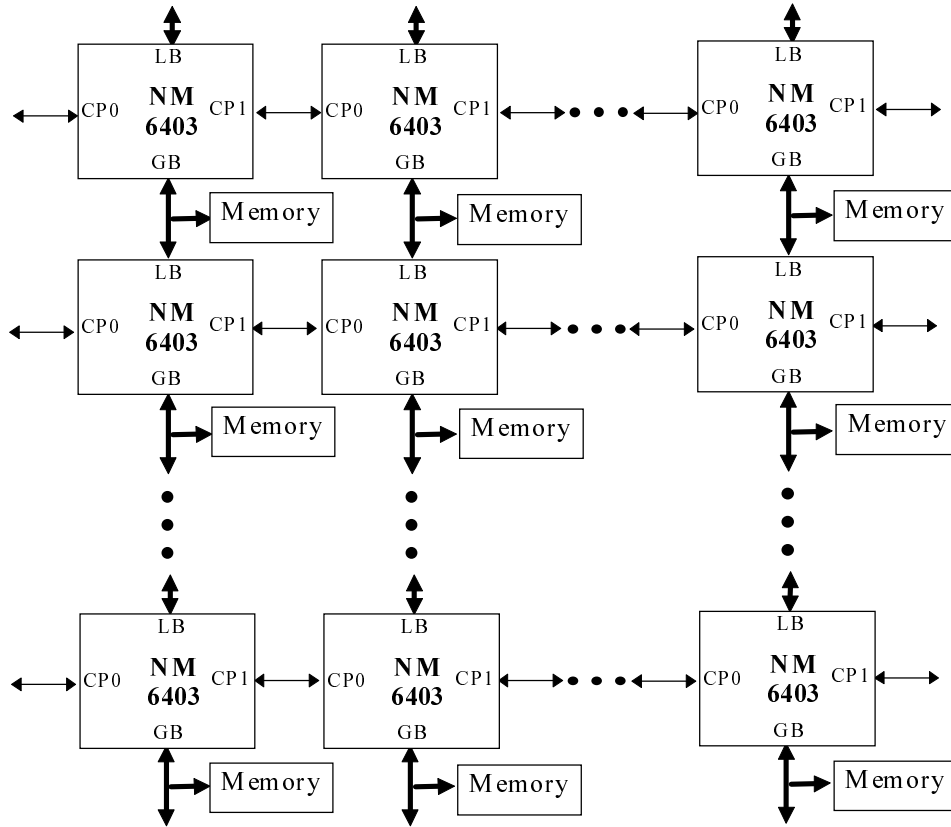 LB
CP0 NM CP1
6403
GB
LB
CP0 NM CP1
6403
GB
LB
CP0 NM CP1
6403
GB
Memory
Memory
Memory
LB
CP0 NM CP1
6403
GB
LB
CP0 NM CP1
6403
GB
LB
CP0 NM CP1
6403
GB
Memory
Memory
Memory
LB
CP0 NM CP1
6403
GB
LB
CP0 NM CP1
6403
GB
LB
CP0 NM CP1
6403
GB
Memory
Memory
Memory